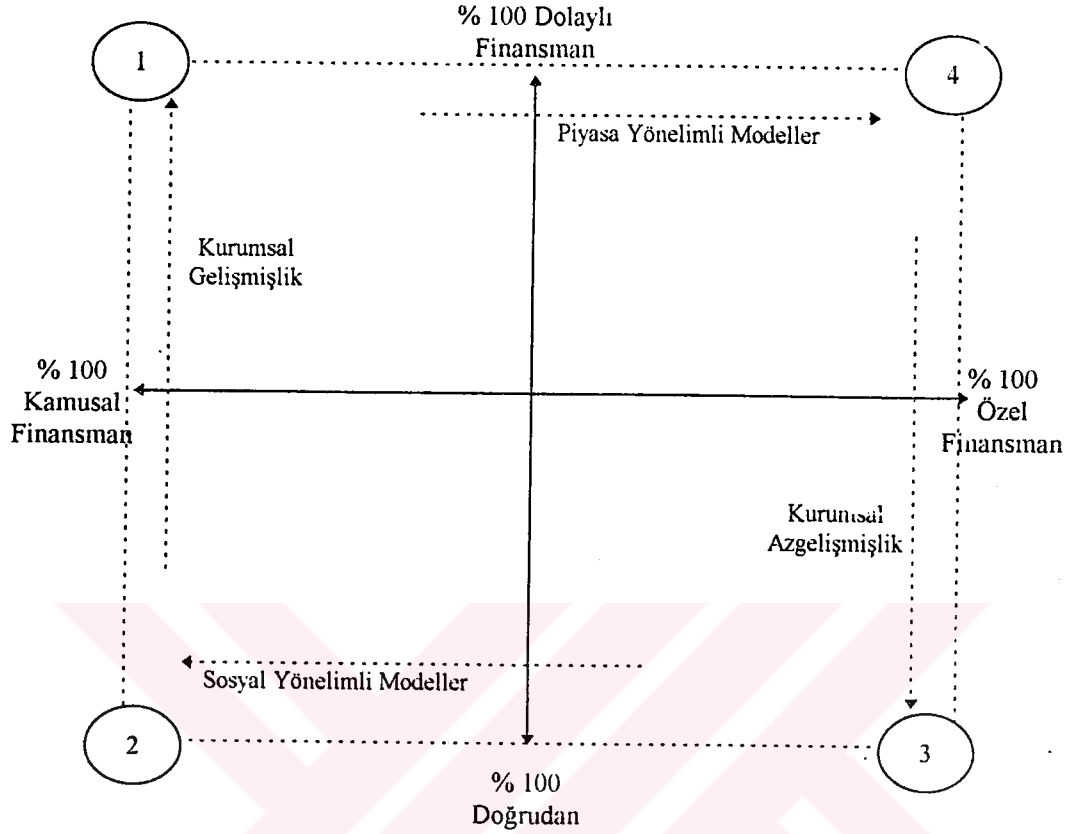 % 100 Dolaylı
Finansman
1
4
Piyasa Yönelimli Modeller
Kurumsal
Gelişmişlik
% 100
Kamusal
Finansman
% 100
Özel
Finansman
Kurumsal
Azgelişmişlik
Sosyal Yönelimli Modeller
2
3
% 100
Doğrudan